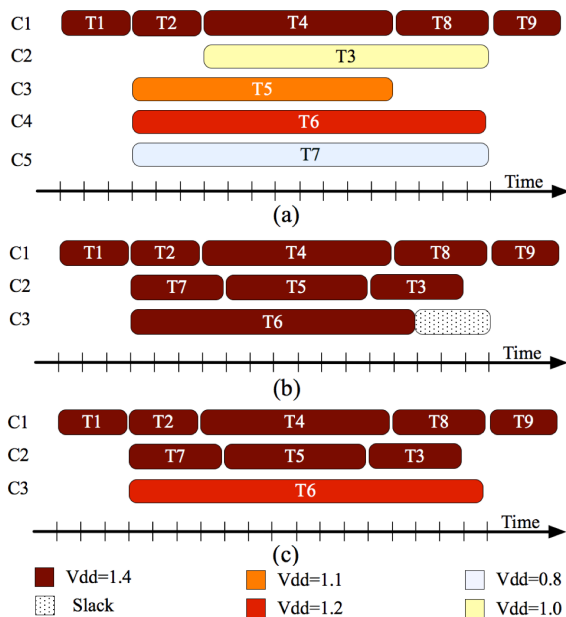 C1 T1 T2 T4 T8 T9
C2 T3
C3 T5
C4 T6
C5 T7
Time
(a)
C1 T1 T2 T4 T8 T9
C2 T7 T5 T3
C3 T6
Time
(b)
C1 T1 T2 T4 T8 T9
C2 T7 T5 T3
C3 T6
Time
(c)
Vdd=1.4 Vdd=1.1 Vdd=0.8
Slack Vdd=1.2 Vdd=1.0